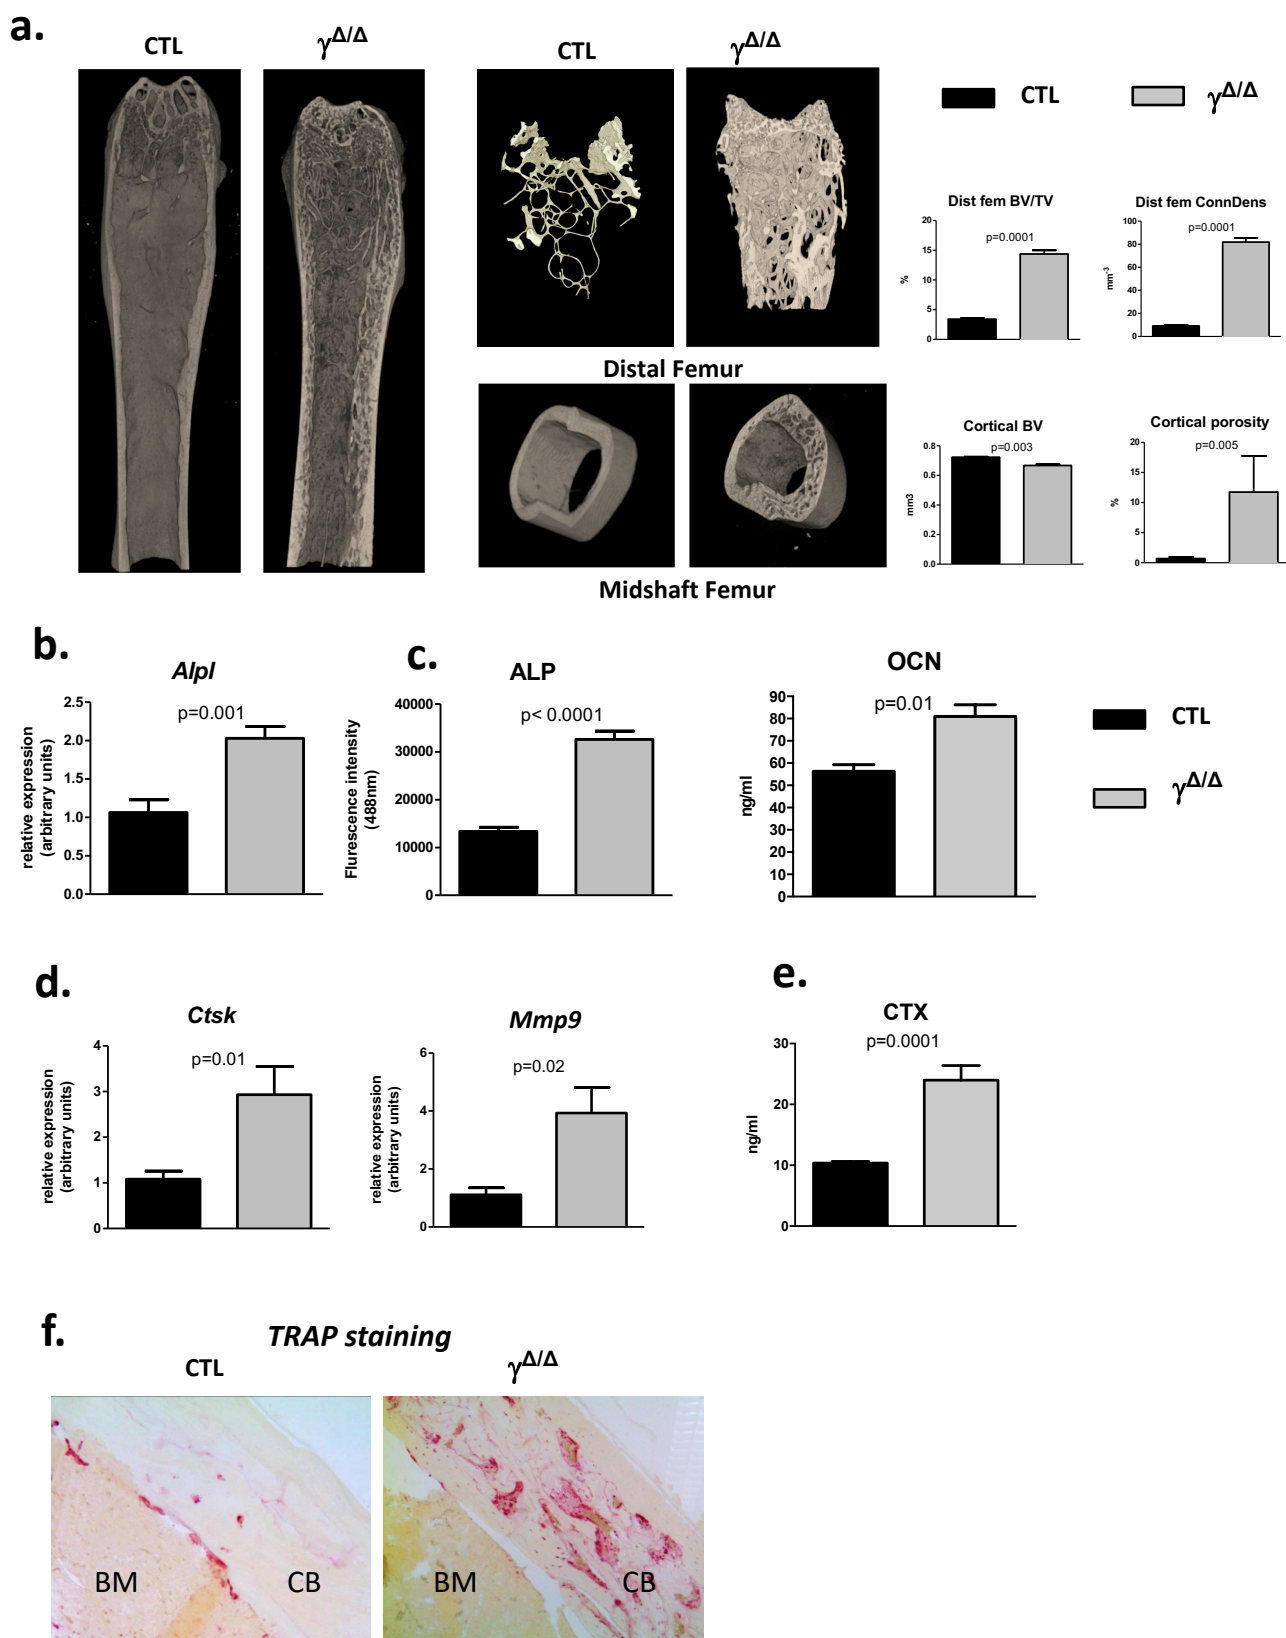 a.
CTL
γΔ/Δ
CTL
γΔ/Δ
CTL
γΔ/Δ
Distal Femur
Midshaft Femur
Dist fem BV/TV
p=0.0001
20
15
10
5
0
%
Dist fem ConnDens
p=0.0001
100
80
60
40
20
0
mm-3
Cortical BV
p=0.003
0.8
0.6
0.4
0.2
0.0
mm3
Cortical porosity
p=0.005
20
15
10
5
0
%
b.
Alpl
p=0.001
2.5
2.0
1.5
1.0
0.5
0.0
relative expression
(arbitrary units)
c.
ALP
p< 0.0001
40000
30000
20000
10000
0
Flurescence intensity
(488nm)
OCN
p=0.01
90
80
70
60
50
40
30
20
10
0
ng/ml
CTL
γΔ/Δ
d.
Ctsk
p=0.01
4
3
2
1
0
relative expression
(arbitrary units)
Mmp9
p=0.02
6
4
2
0
relative expression
(arbitrary units)
e.
CTX
p=0.0001
30
20
10
0
ng/ml
f.
TRAP staining
CTL
γΔ/Δ
BM
CB
BM
CB